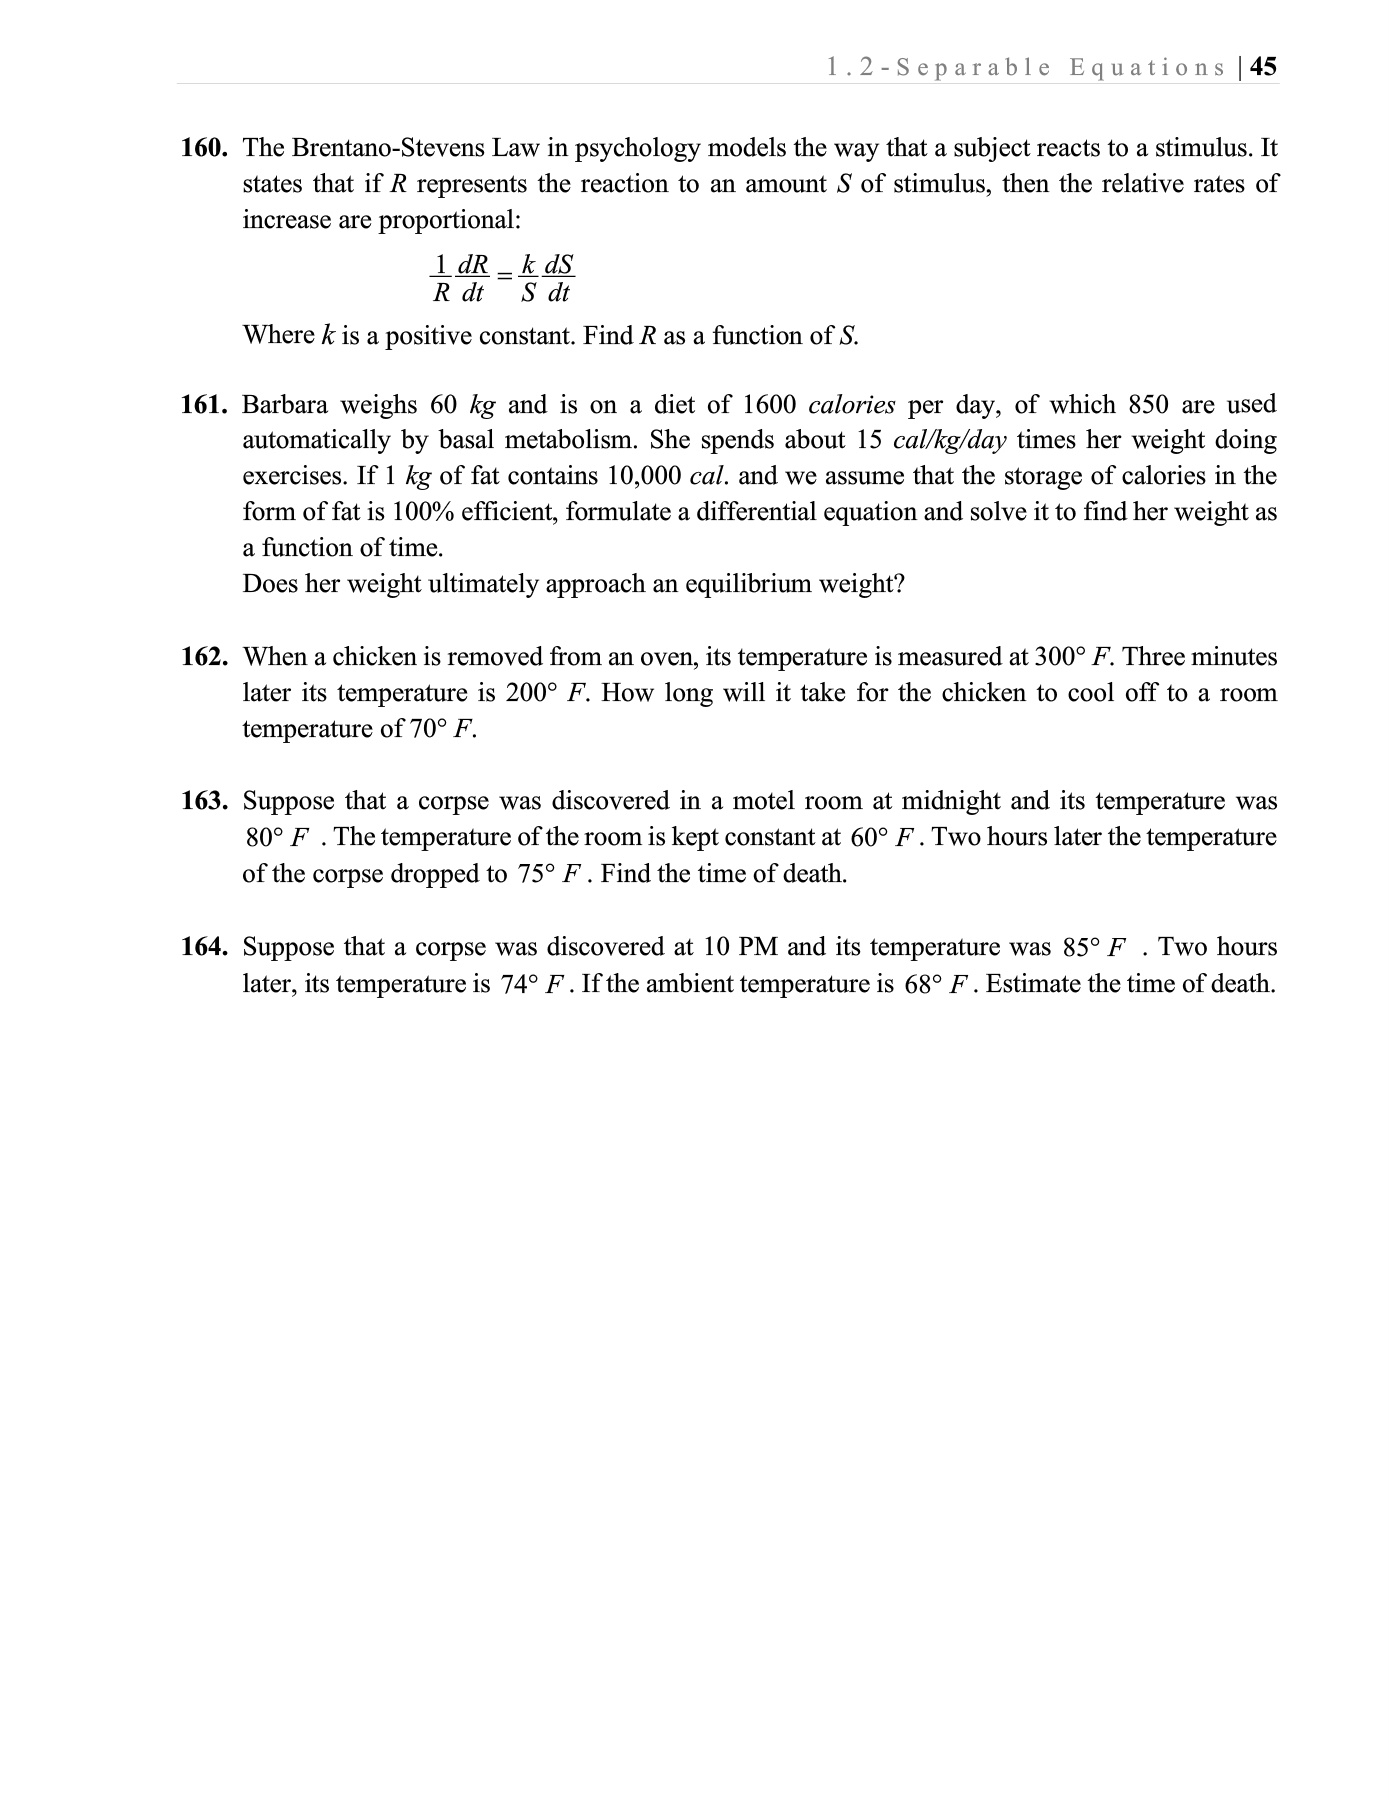 1.2-Separable Equations | 45
160. The Brentano-Stevens Law in psychology models the way that a subject reacts to a stimulus. It
states that if R represents the reaction to an amount S of stimulus, then the relative rates of
increase are proportional:
1/R dR/dt = k/S dS/dt
Where k is a positive constant. Find R as a function of S.
161. Barbara weighs 60 kg and is on a diet of 1600 calories per day, of which 850 are used
automatically by basal metabolism. She spends about 15 cal/kg/day times her weight doing
exercises. If 1 kg of fat contains 10,000 cal. and we assume that the storage of calories in the
form of fat is 100% efficient, formulate a differential equation and solve it to find her weight as
a function of time.
Does her weight ultimately approach an equilibrium weight?
162. When a chicken is removed from an oven, its temperature is measured at 300° F. Three minutes
later its temperature is 200° F. How long will it take for the chicken to cool off to a room
temperature of 70° F.
163. Suppose that a corpse was discovered in a motel room at midnight and its temperature was
80° F . The temperature of the room is kept constant at 60° F . Two hours later the temperature
of the corpse dropped to 75° F . Find the time of death.
164. Suppose that a corpse was discovered at 10 PM and its temperature was 85° F . Two hours
later, its temperature is 74° F . If the ambient temperature is 68° F . Estimate the time of death.